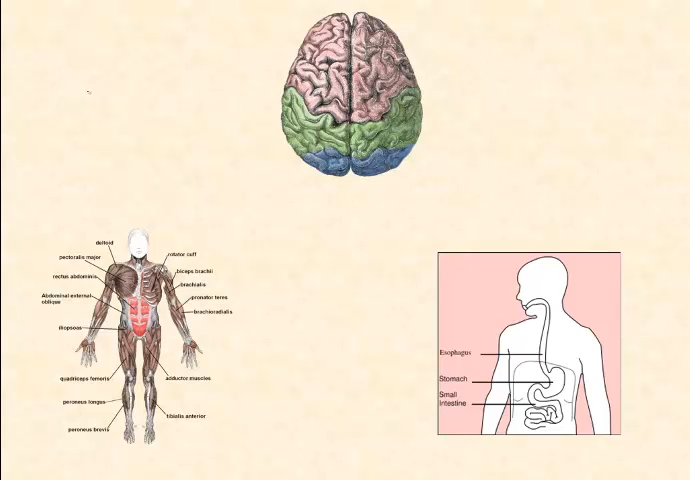 deltoid
pectoralis major
rectus abdominis
Abdominal external
oblique
iliopsoas
quadriceps femoris
peroneus longus
peroneus brevis
rotator cuff
biceps brachii
brachialis
pronator teres
brachioradialis
adductor muscles
tibialis anterior
Esophagus
Stomach
Small
Intestine